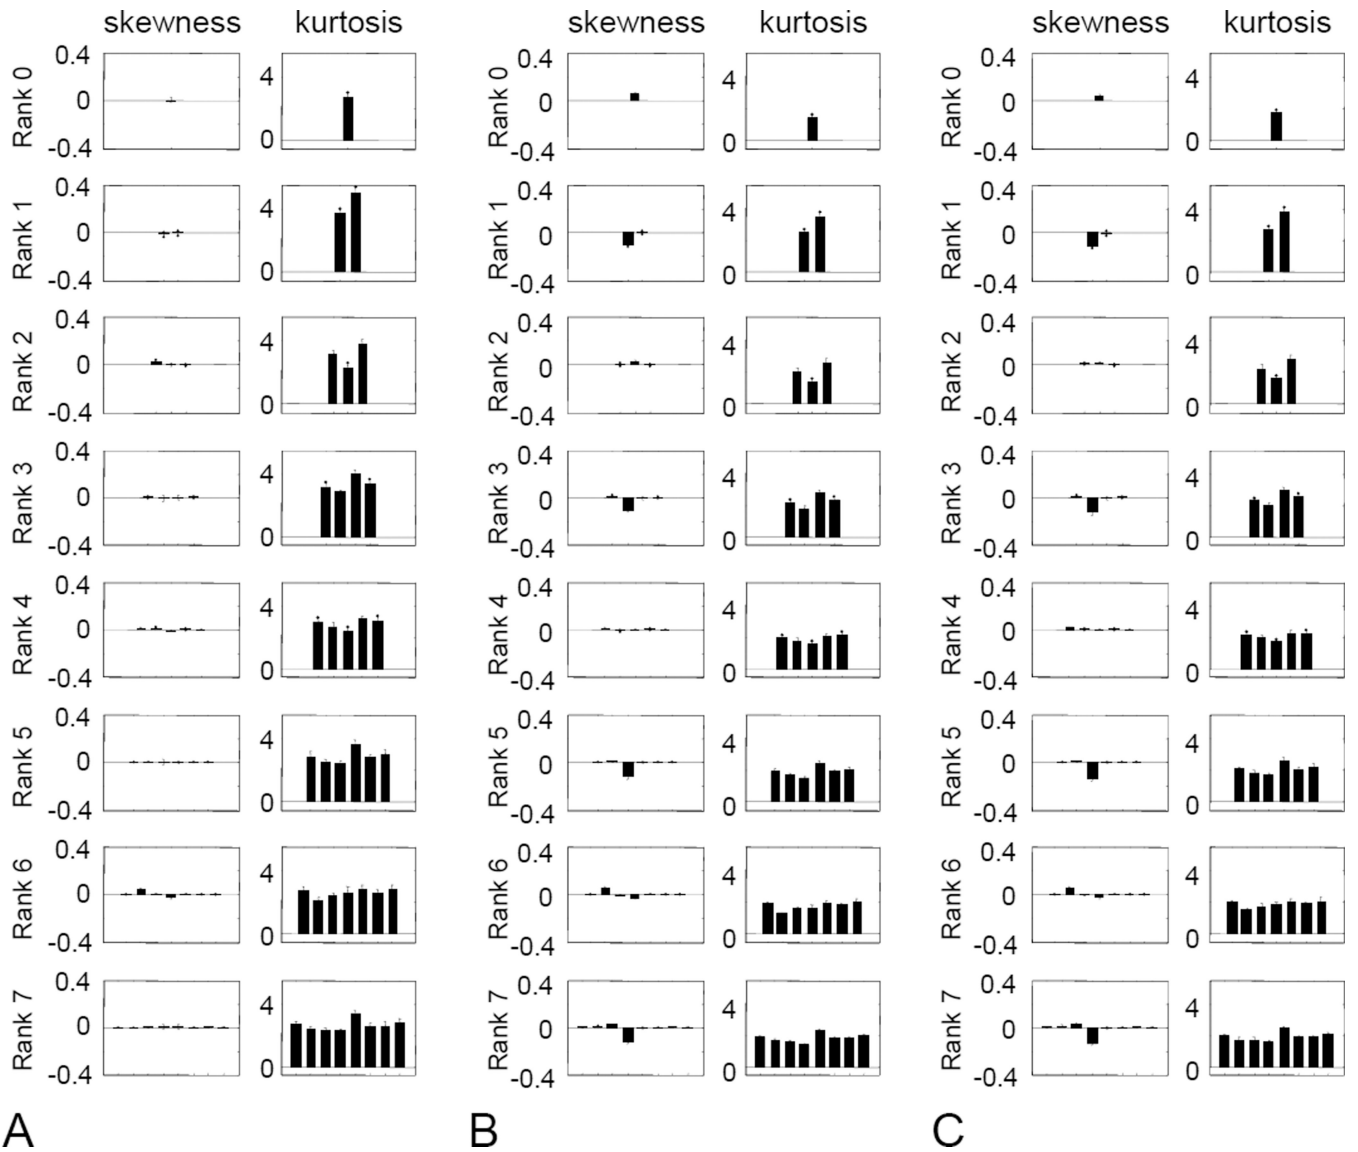 skewness kurtosis skewness kurtosis skewness kurtosis
Rank 0 0.4 0 -0.4 4 0 Rank 0 0.4 0 -0.4 4 0 Rank 0 0.4 0 -0.4 4 0
Rank 1 0.4 0 -0.4 4 0 Rank 1 0.4 0 -0.4 4 0 Rank 1 0.4 0 -0.4 4 0
Rank 2 0.4 0 -0.4 4 0 Rank 2 0.4 0 -0.4 4 0 Rank 2 0.4 0 -0.4 4 0
Rank 3 0.4 0 -0.4 4 0 Rank 3 0.4 0 -0.4 4 0 Rank 3 0.4 0 -0.4 4 0
Rank 4 0.4 0 -0.4 4 0 Rank 4 0.4 0 -0.4 4 0 Rank 4 0.4 0 -0.4 4 0
Rank 5 0.4 0 -0.4 4 0 Rank 5 0.4 0 -0.4 4 0 Rank 5 0.4 0 -0.4 4 0
Rank 6 0.4 0 -0.4 4 0 Rank 6 0.4 0 -0.4 4 0 Rank 6 0.4 0 -0.4 4 0
Rank 7 0.4 0 -0.4 4 0 Rank 7 0.4 0 -0.4 4 0 Rank 7 0.4 0 -0.4 4 0
A B C